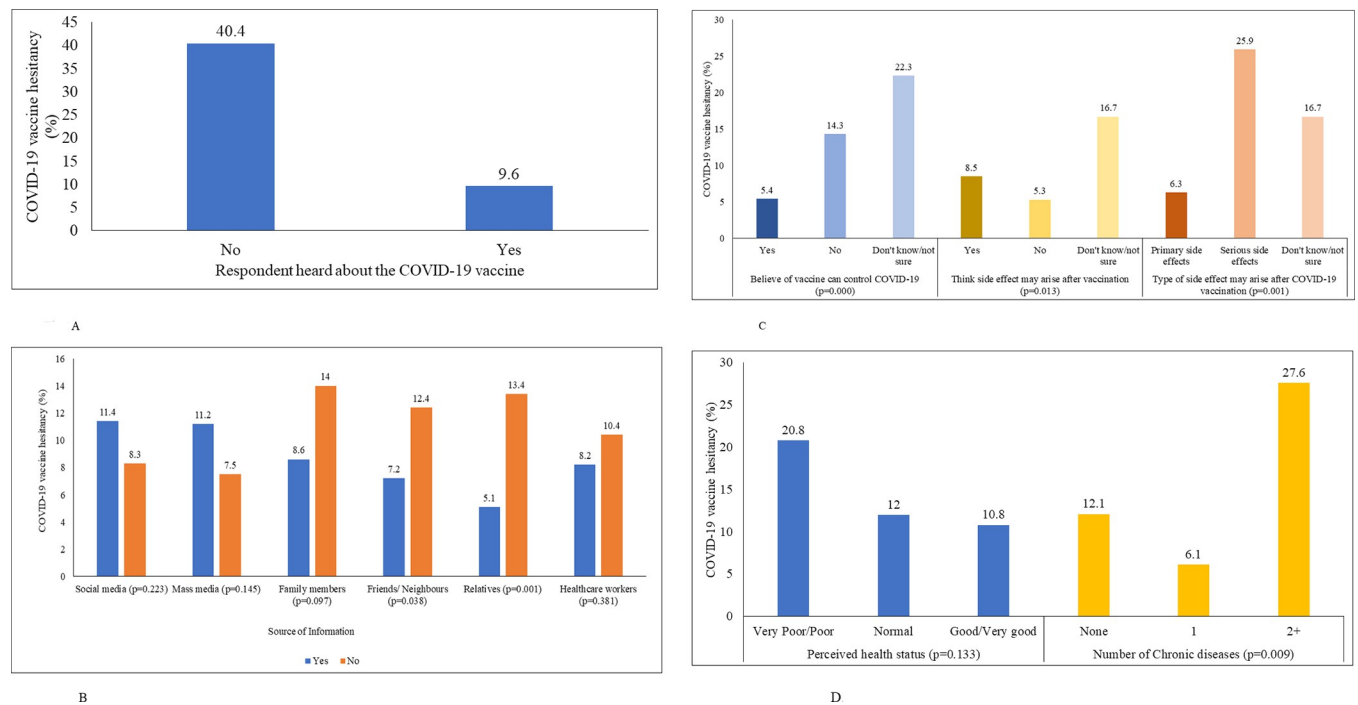 COVID-19 vaccine hesitancy
(%)
45
40
35
30
25
20
15
10
5
0
40.4
9.6
No
Yes
Respondent heard about the COVID-19 vaccine
A
COVID-19 vaccine hesitancy (%)
30
25
20
15
10
5
0
5.4
14.3
22.3
8.5
5.3
16.7
6.3
25.9
16.7
Yes
No
Don't know/not
sure
Yes
No
Don't know/not
sure
Primary side
effects
Serious side
effects
Don't know/not
sure
Believe of vaccine can control COVID-19
(p=0.000)
Think side effect may arise after vaccination
(p=0.013)
Type of side effect may arise after COVID-19
vaccination (p=0.001)
C
COVID-19 vaccine hesitancy (%)
16
14
12
10
8
6
4
2
0
11.4
8.3
11.2
7.5
8.6
14
7.2
12.4
5.1
13.4
8.2
10.4
Social media (p=0.223)
Mass media (p=0.145)
Family members
(p=0.097)
Friends/ Neighbours
(p=0.038)
Relatives (p=0.001)
Healthcare workers
(p=0.381)
Source of Information
Yes
No
B
COVID-19 vaccine hesitancy (%)
30
25
20
15
10
5
0
20.8
12
10.8
12.1
6.1
27.6
Very Poor/Poor
Normal
Good/Very good
None
1
2+
Perceived health status (p=0.133)
Number of Chronic diseases (p=0.009)
D